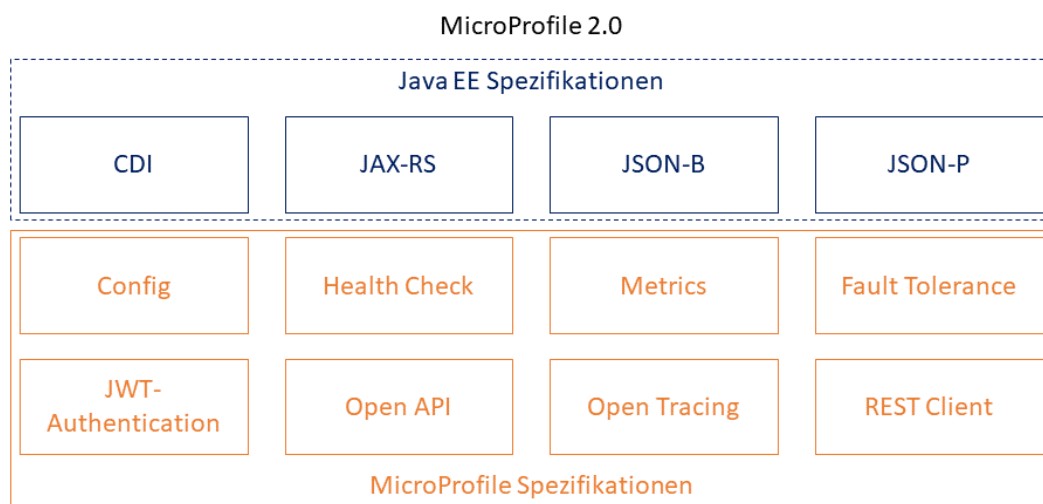 MicroProfile 2.0
Java EE Spezifikationen
CDI
JAX-RS
JSON-B
JSON-P
Config
Health Check
Metrics
Fault Tolerance
JWT-
Authentication
Open API
Open Tracing
REST Client
MicroProfile Spezifikationen